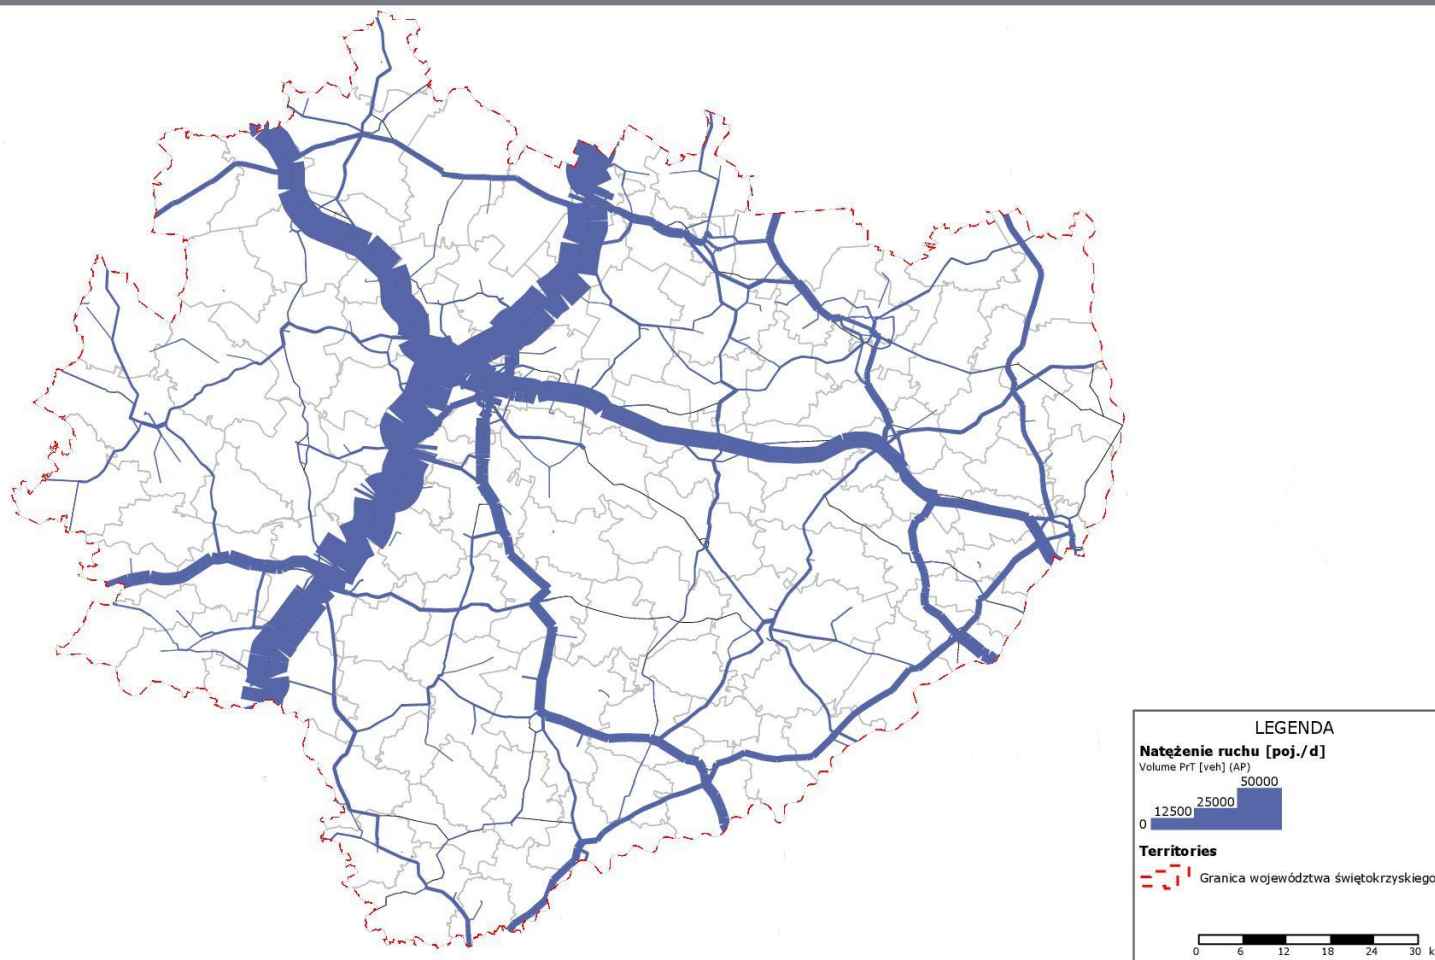 LEGENDA
Natężenie ruchu [poj./d]
Volume PrT [veh] (AP)
50000
25000
12500
0
Territories
Granica województwa świętokrzyskiego
0 6 12 18 24 30 k